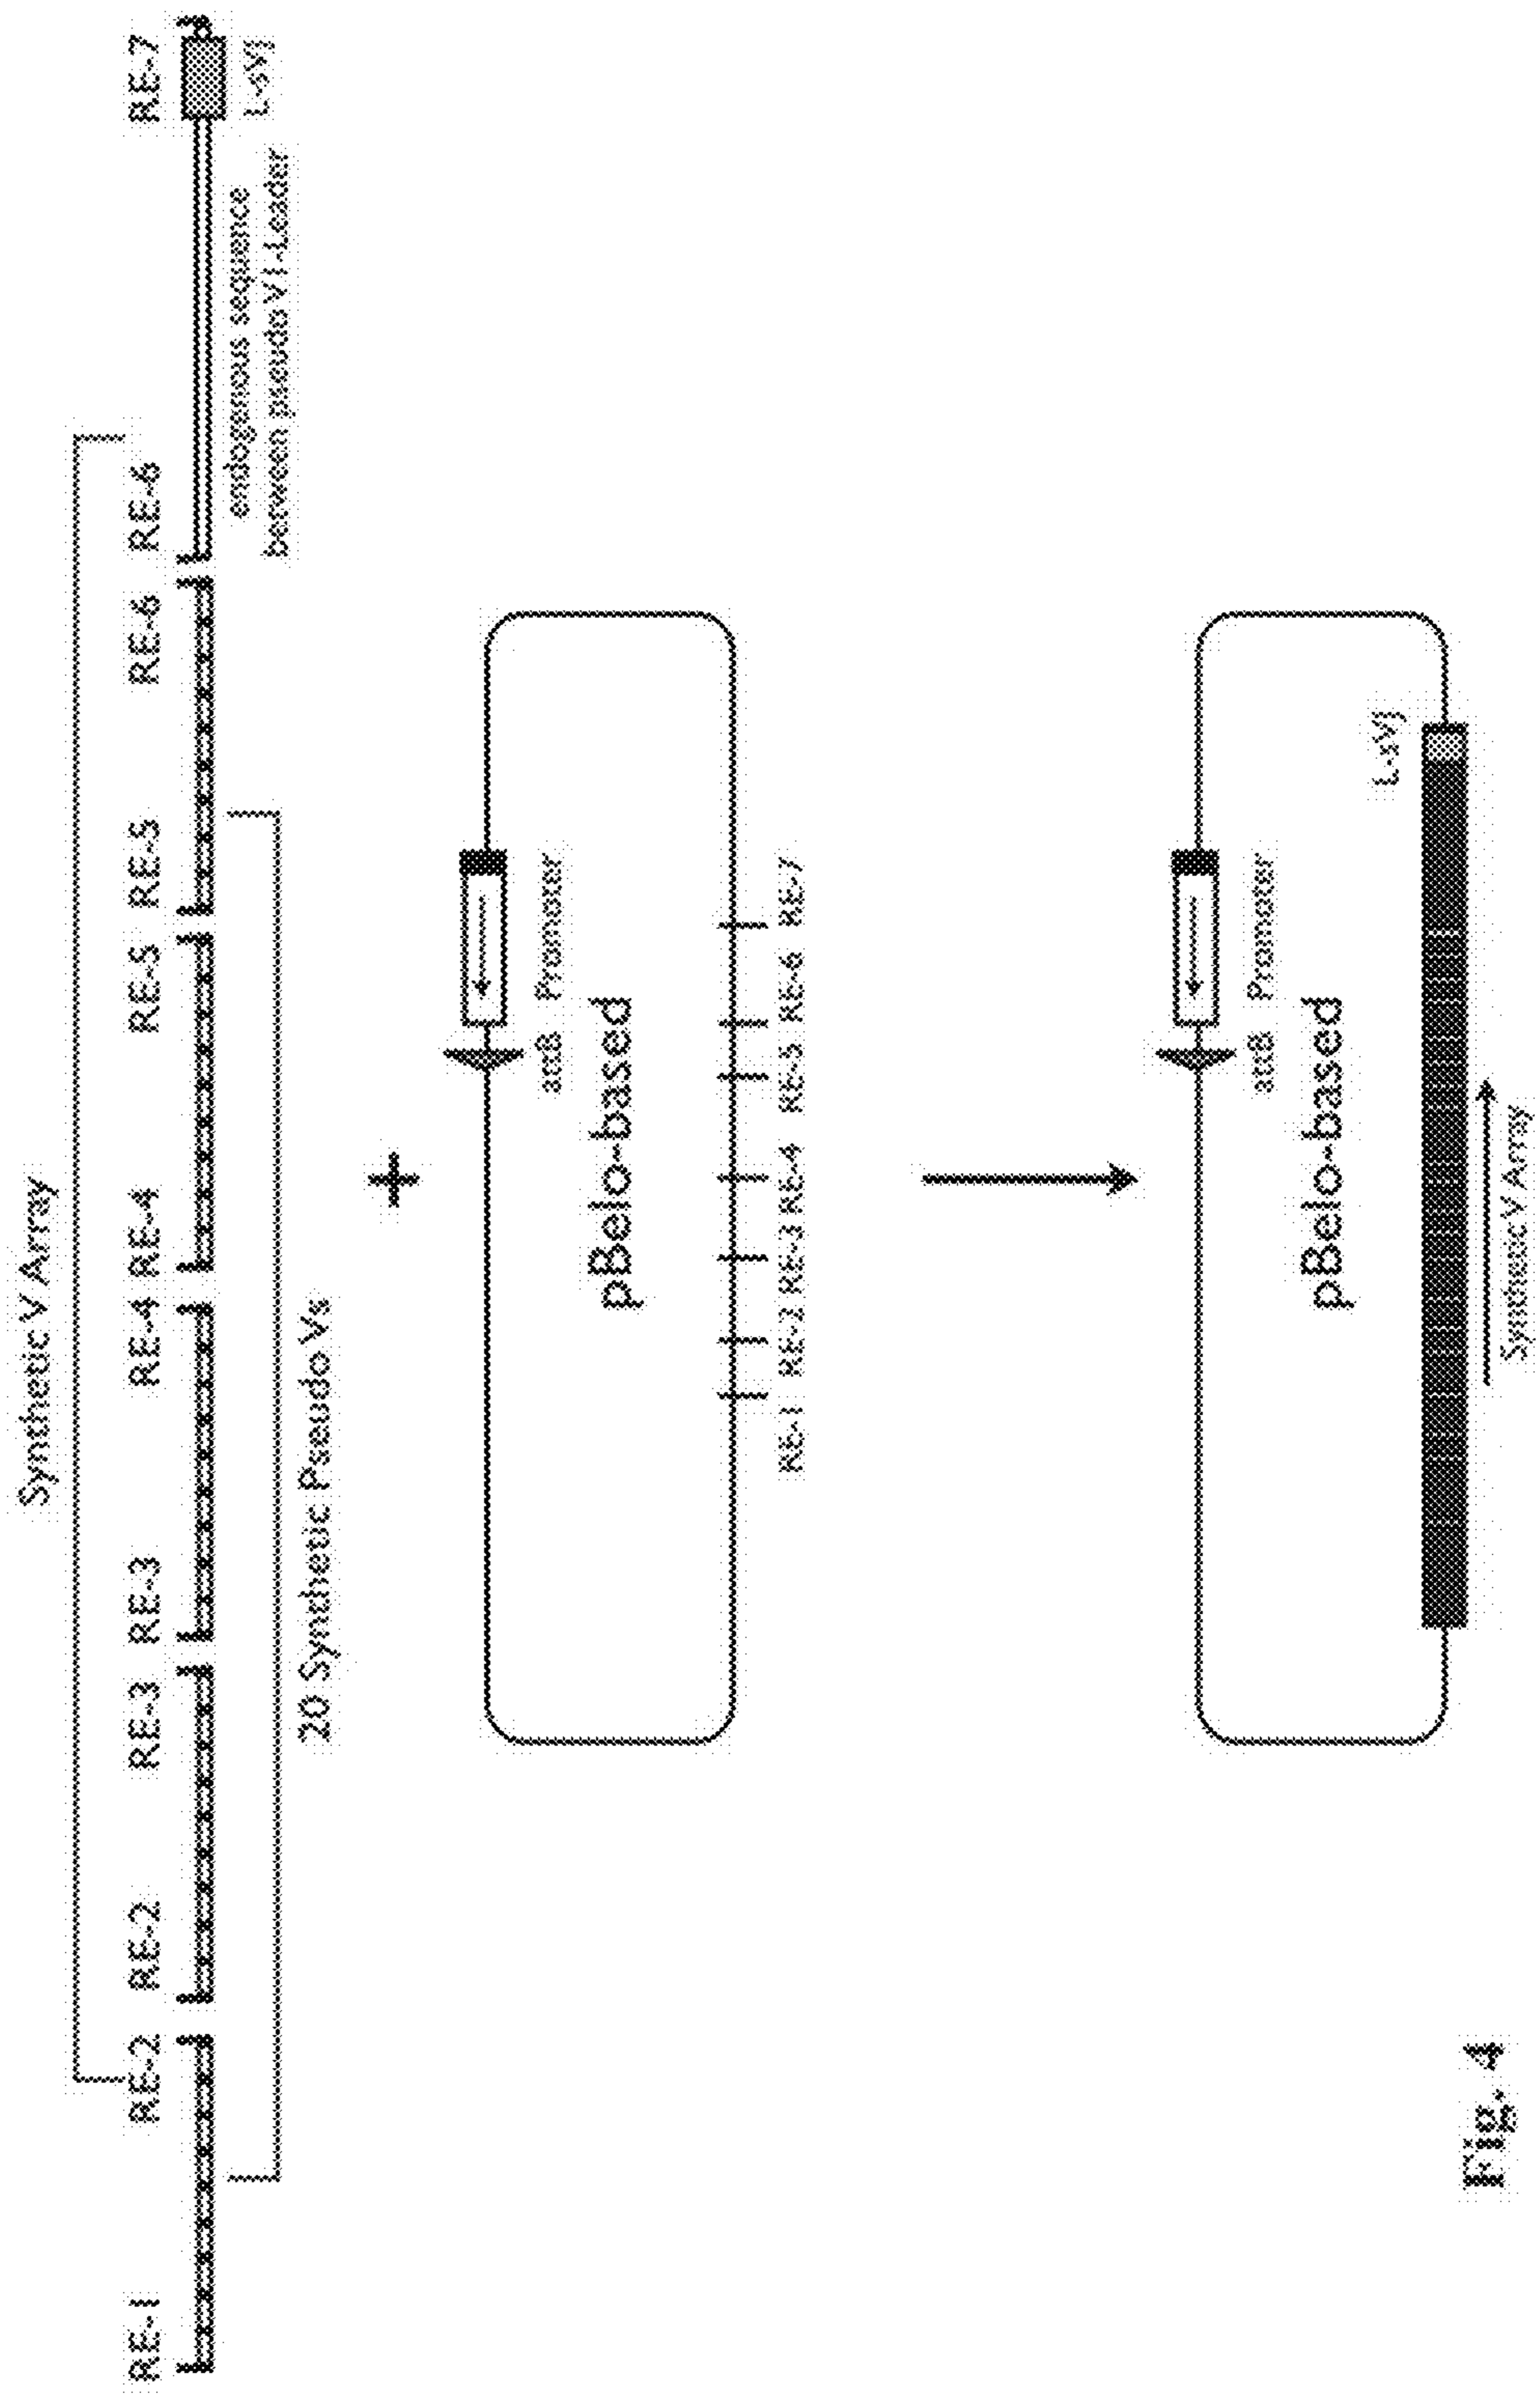 Synthetic V Array
RE-1 RE-2 RE-2 RE-3 RE-3 RE-4 RE-4 RE-5 RE-5 RE-6 RE-6 RE-7
20 Synthetic Pseudo Vs
endogenous sequence
between pseudo V1-Leader
L-sVJ
attB Promoter
pBelo-based
RE-1 RE-2 RE-3 RE-4 RE-5 RE-6 RE-7
attB Promoter
pBelo-based
L-sVJ
Synthetic V Array
Fig. 4